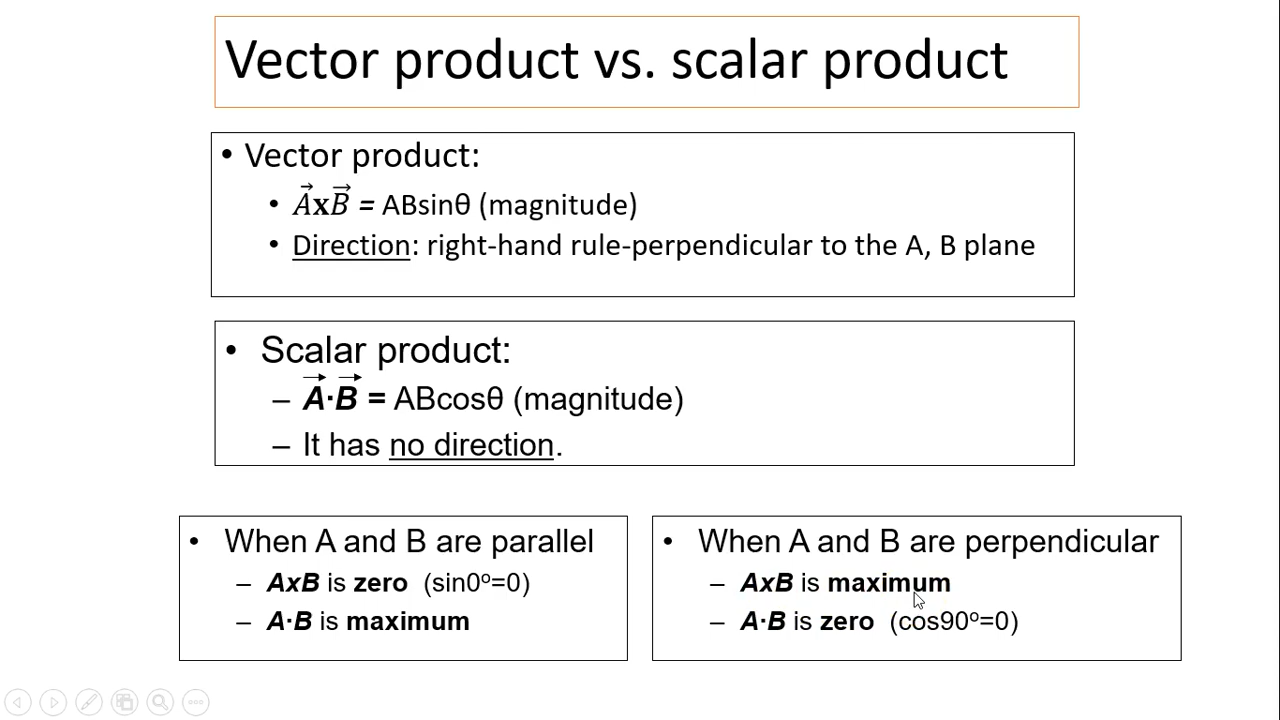 Vector product vs. scalar product
• Vector product:
• A⃗xB⃗ = ABsinθ (magnitude)
• Direction: right-hand rule-perpendicular to the A, B plane
• Scalar product:
– A⃗·B⃗ = ABcosθ (magnitude)
– It has no direction.
• When A and B are parallel
– AxB is zero (sin0º=0)
– A·B is maximum
• When A and B are perpendicular
– AxB is maximum
– A·B is zero (cos90º=0)